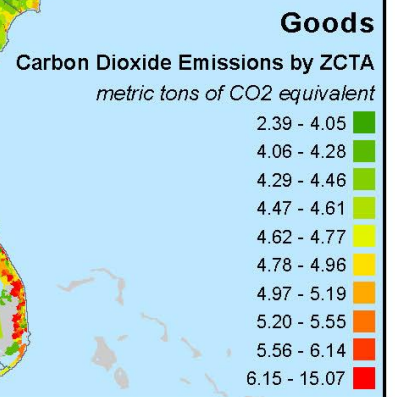 Goods
Carbon Dioxide Emissions by ZCTA
metric tons of CO2 equivalent
2.39 - 4.05
4.06 - 4.28
4.29 - 4.46
4.47 - 4.61
4.62 - 4.77
4.78 - 4.96
4.97 - 5.19
5.20 - 5.55
5.56 - 6.14
6.15 - 15.07